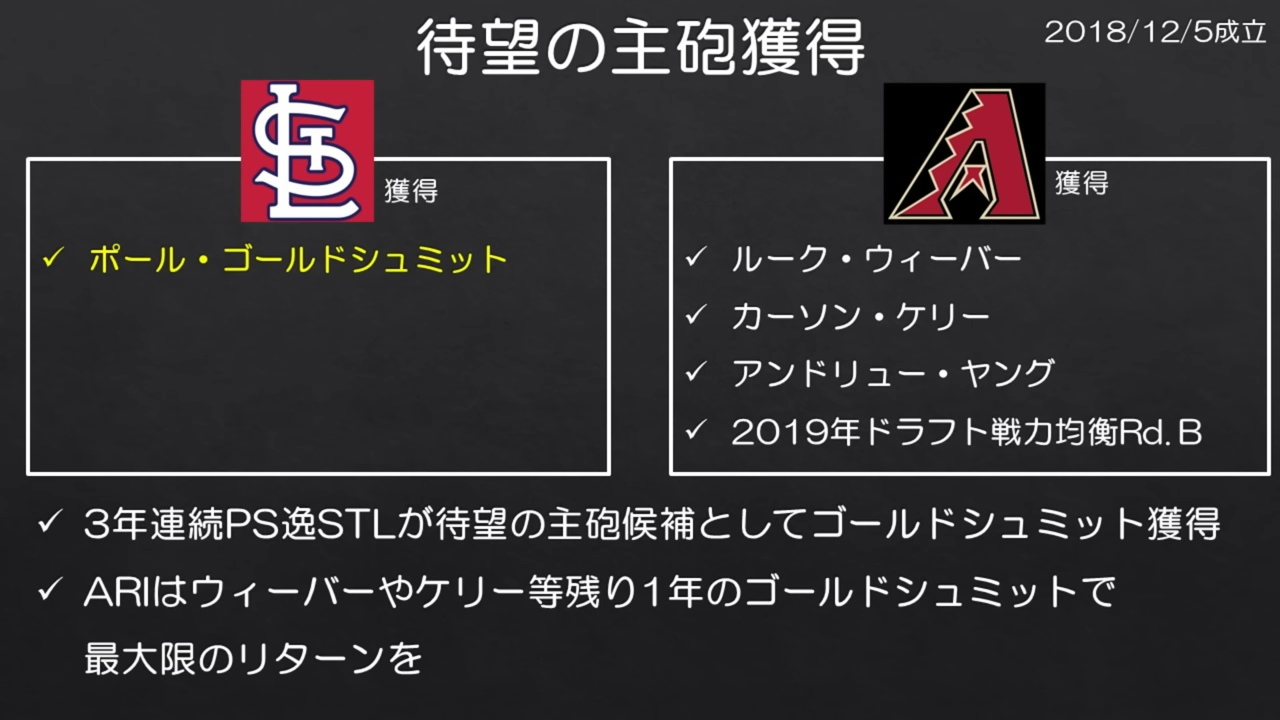 待望の主砲獲得
2018/12/5成立
STL
獲得
✓ ポール・ゴールドシュミット
A
獲得
✓ ルーク・ウィーバー
✓ カーソン・ケリー
✓ アンドリュー・ヤング
✓ 2019年ドラフト戦力均衡Rd.B
✓ 3年連続PS逸STLが待望の主砲候補としてゴールドシュミット獲得
✓ ARIはウィーバーやケリー等残り1年のゴールドシュミットで
最大限のリターンを